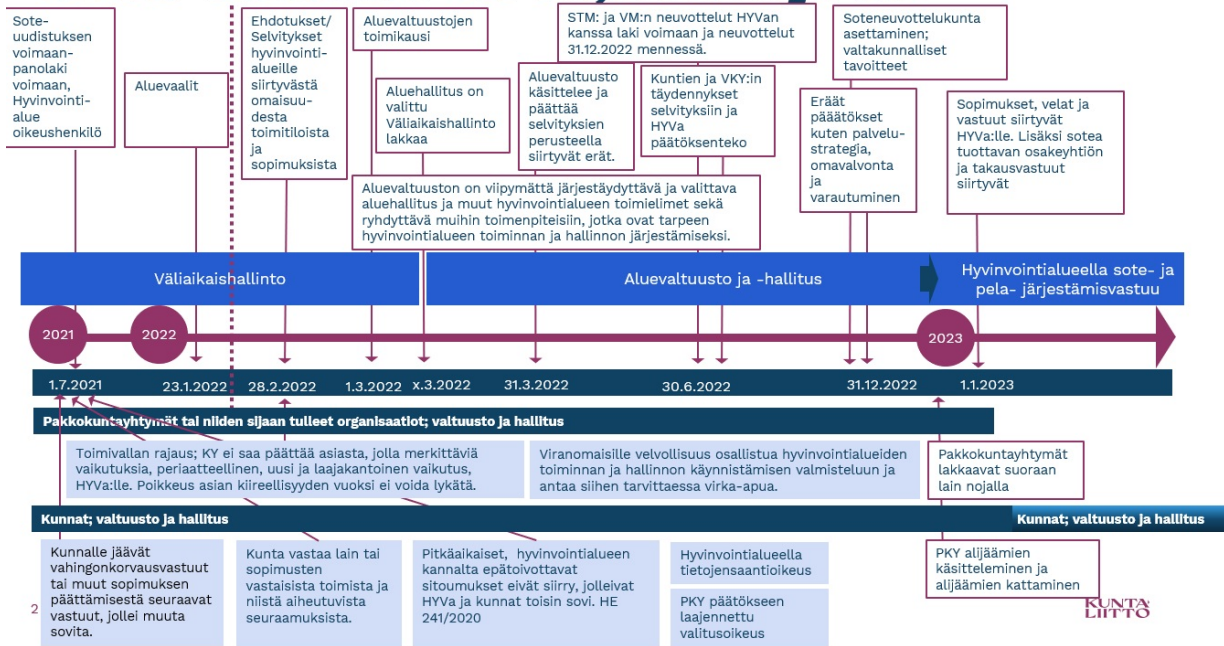 Sote-
uudistuksen
voimaan-
panolaki
voimaan,
Hyvinvointi-
alue
oikeushenkilö
Aluevaalit
Ehdotukset/
Selvitykset
hyvinvointi-
alueille
siirtyvästä
omaisuu-
desta
toimitiloista
ja
sopimuksista
Aluevaltuustojen
toimikausi
Aluehallitus on
valittu
Väliaikaishallinto
lakkaa
STM: ja VM:n neuvottelut HYVan
kanssa laki voimaan ja neuvottelut
31.12.2022 mennessä.
Aluevaltuusto
käsittelee ja
päättää
selvityksien
perusteella
siirtyvät erät.
Kuntien ja VKY:in
täydennykset
selvityksiin ja
HYVa
päätöksenteko
Soteneuvottelukunta
asettaminen;
valtakunnalliset
tavoitteet
Eräät
pääätökset
kuten palvelu-
strategia,
omavalvonta
ja
varautuminen
Sopimukset, velat ja
vastuut siirtyvät
HYVa:lle. Lisäksi sotea
tuottavan osakeyhtiön
ja takausvastuut
siirtyvät
Aluevaltuuston on viipymättä järjestäydyttävä ja valittava
aluehallitus ja muut hyvinvointialueen toimielimet sekä
ryhdyttävä muihin toimenpiteisiin, jotka ovat tarpeen
hyvinvointialueen toiminnan ja hallinnon järjestämiseksi.
Väliaikaishallinto
Aluevaltuusto ja -hallitus
Hyvinvointialueella sote- ja
pela- järjestämisvastuu
2021
2022
2023
1.7.2021
23.1.2022
28.2.2022
1.3.2022
x.3.2022
31.3.2022
30.6.2022
31.12.2022
1.1.2023
Pakkokuntayhtymät tai niiden sijaan tulleet organisaatiot; valtuusto ja hallitus
Toimivallan rajaus; KY ei saa päättää asiasta, jolla merkittäviä
vaikutuksia, periaatteellinen, uusi ja laajakantoinen vaikutus,
HYVa:lle. Poikkeus asian kiireellisyyden vuoksi ei voida lykätä.
Viranomaisille velvollisuus osallistua hyvinvointialueiden
toiminnan ja hallinnon käynnistämisen valmisteluun ja
antaa siihen tarvittaessa virka-apua.
Pakkokuntayhtymät
lakkaavat suoraan
lain nojalla
Kunnat; valtuusto ja hallitus
Kunnat; valtuusto ja hallitus
Kunnalle jäävät
vahingonkorvausvastuut
tai muut sopimuksen
päättämisestä seuraavat
vastuut, jollei muuta
sovita.
Kunta vastaa lain tai
sopimusten
vastaisista toimista ja
niistä aiheutuvista
seuraamuksista.
Pitkäaikaiset, hyvinvointialueen
kannalta epätoivottavat
sitoumukset eivät siirry, jolleivat
HYVa ja kunnat toisin sovi. HE
241/2020
Hyvinvointialueella
tietojensaantioikeus
PKY päätökseen
laajennettu
valitusoikeus
PKY alijäämien
käsitteleminen ja
alijäämien kattaminen
2
KUNTA
LIITTO